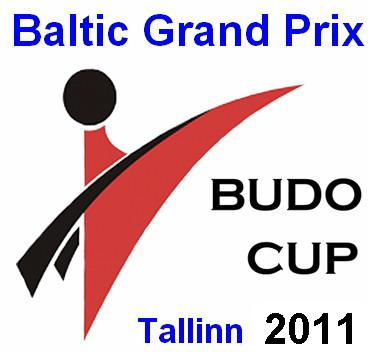 Baltic Grand Prix
BUDO
CUP
Tallinn 2011